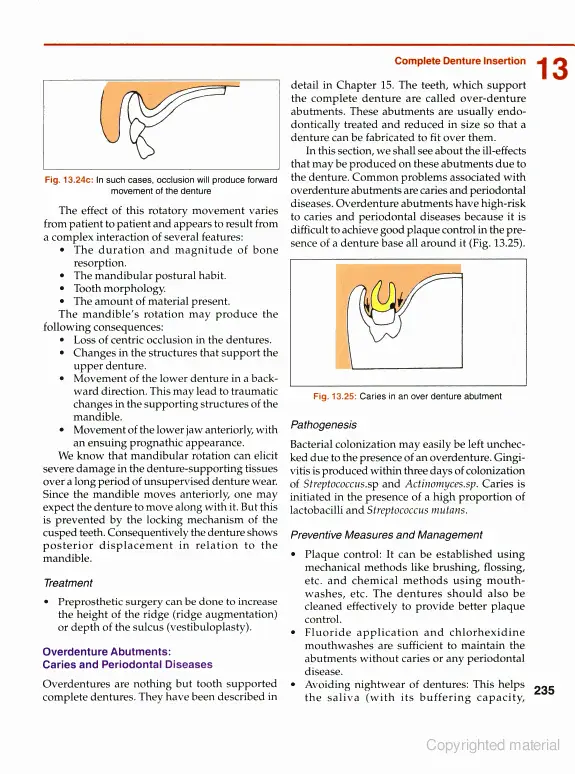 Complete Denture Insertion
13
Fig. 13.24c: In such cases, occlusion will produce forward
movement of the denture
The effect of this rotatory movement varies
from patient to patient and appears to result from
a complex interaction of several features:
• The duration and magnitude of bone
resorption.
• The mandibular postural habit.
• Tooth morphology.
• The amount of material present.
The mandible's rotation may produce the
following consequences:
• Loss of centric occlusion in the dentures.
• Changes in the structures that support the
upper denture.
• Movement of the lower denture in a back-
ward direction. This may lead to traumatic
changes in the supporting structures of the
mandible.
• Movement of the lower jaw anteriorly, with
an ensuing prognathic appearance.
We know that mandibular rotation can elicit
severe damage in the denture-supporting tissues
over a long period of unsupervised denture wear.
Since the mandible moves anteriorly, one may
expect the denture to move along with it. But this
is prevented by the locking mechanism of the
cusped teeth. Consequentively the denture shows
posterior displacement in relation to the
mandible.
Treatment
• Preprosthetic surgery can be done to increase
the height of the ridge (ridge augmentation)
or depth of the sulcus (vestibuloplasty).
Overdenture Abutments:
Caries and Periodontal Diseases
Overdentures are nothing but tooth supported
complete dentures. They have been described in
detail in Chapter 15. The teeth, which support
the complete denture are called over-denture
abutments. These abutments are usually endo-
dontically treated and reduced in size so that a
denture can be fabricated to fit over them.
In this section, we shall see about the ill-effects
that may be produced on these abutments due to
the denture. Common problems associated with
overdenture abutments are caries and periodontal
diseases. Overdenture abutments have high-risk
to caries and periodontal diseases because it is
difficult to achieve good plaque control in the pre-
sence of a denture base all around it (Fig. 13.25).
Fig. 13.25: Caries in an over denture abutment
Pathogenesis
Bacterial colonization may easily be left unchec-
ked due to the presence of an overdenture. Gingi-
vitis is produced within three days of colonization
of Streptococcus.sp and Actinomyces.sp. Caries is
initiated in the presence of a high proportion of
lactobacilli and Streptococcus mutans.
Preventive Measures and Management
• Plaque control: It can be established using
mechanical methods like brushing, flossing,
etc. and chemical methods using mouth-
washes, etc. The dentures should also be
cleaned effectively to provide better plaque
control.
• Fluoride application and chlorhexidine
mouthwashes are sufficient to maintain the
abutments without caries or any periodontal
disease.
• Avoiding nightwear of dentures: This helps
the saliva (with its buffering capacity,
235
Copyrighted material